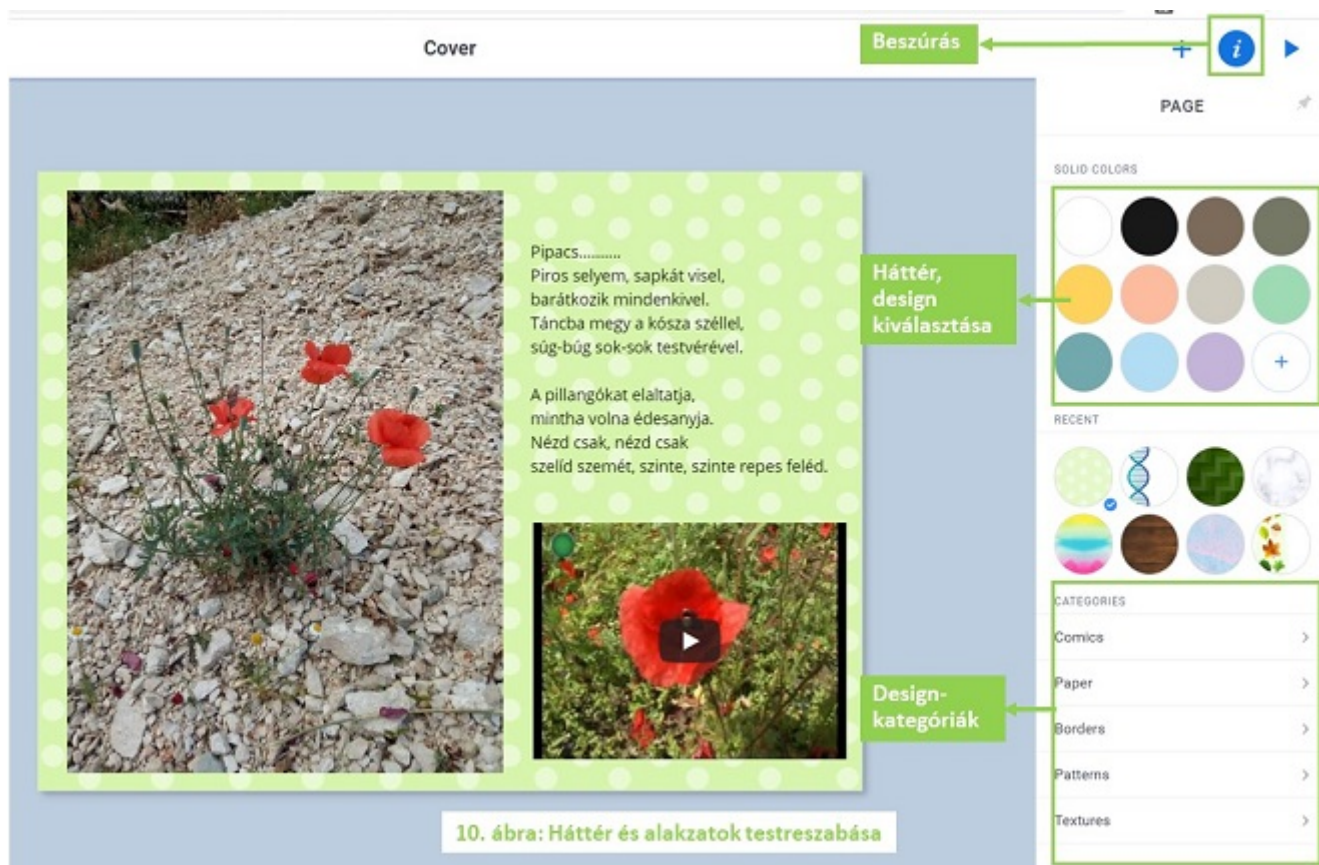 Cover
Beszúrás
PAGE
SOLID COLORS
Pipacs..........
Piros selyem, sapkát visel,
barátkozik mindenkivel.
Táncba megy a kósza széllel,
súg-búg sok-sok testvérével.
A pillangókat elaltatja,
mintha volna édesanyja.
Nézd csak, nézd csak
szelíd szemét, szinte, szinte repes feléd.
Háttér,
design
kiválasztása
RECENT
CATEGORIES
Comics
Paper
Borders
Patterns
Textures
Design-
kategóriák
10. ábra: Háttér és alakzatok testreszabása